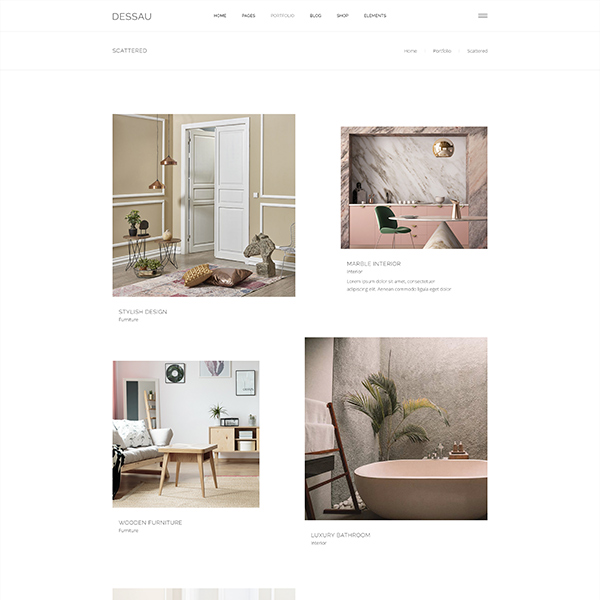 DESSAU
HOME
PAGES
PORTFOLIO
BLOG
SHOP
ELEMENTS
SCATTERED
Home / Portfolio / Scattered
MARBLE INTERIOR
Interior
Lorem ipsum dolor sit amet, consectetuer
adipiscing elit. Aenean commodo ligula eget dolor
STYLISH DESIGN
Furniture
WOODEN FURNITURE
Furniture
LUXURY BATHROOM
Interior